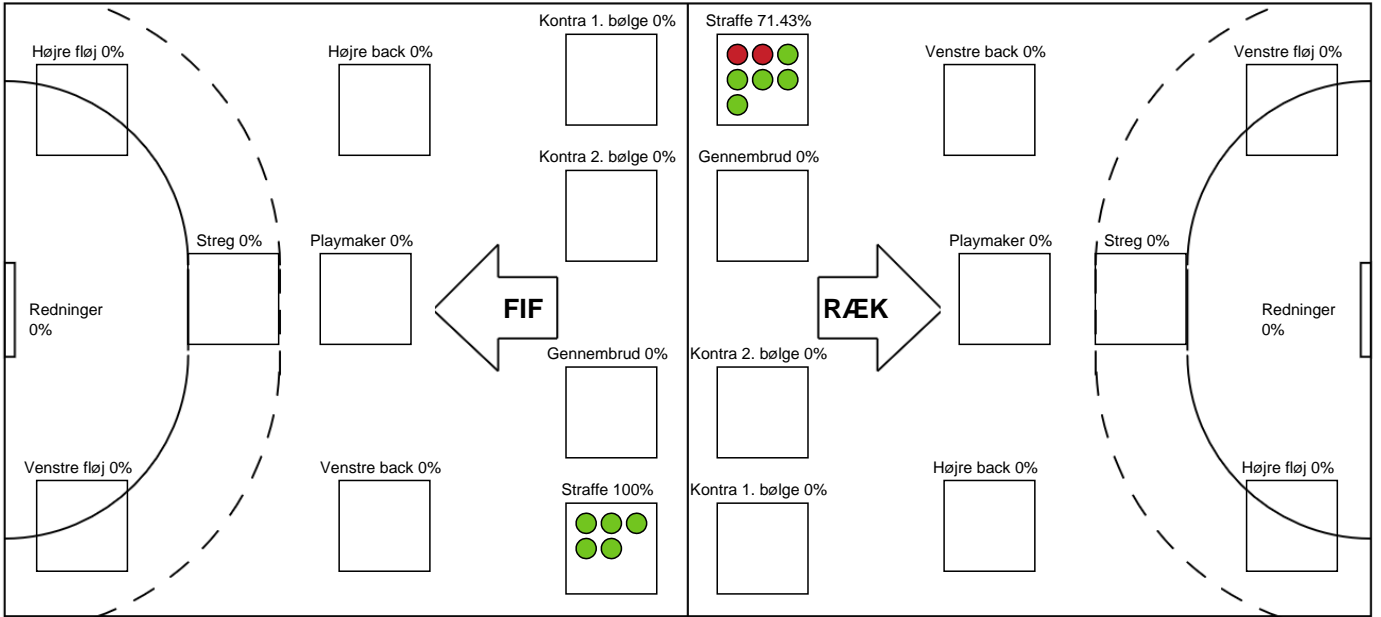 Kontra 1. bølge 0%
Straffe 71.43%
Højre fløj 0%
Højre back 0%
Venstre back 0%
Venstre fløj 0%
Kontra 2. bølge 0%
Gennembrud 0%
Streg 0%
Playmaker 0%
Playmaker 0%
Streg 0%
Redninger
0%
FIF
RÆK
Redninger
0%
Gennembrud 0%
Kontra 2. bølge 0%
Venstre fløj 0%
Venstre back 0%
Højre back 0%
Højre fløj 0%
Straffe 100%
Kontra 1. bølge 0%